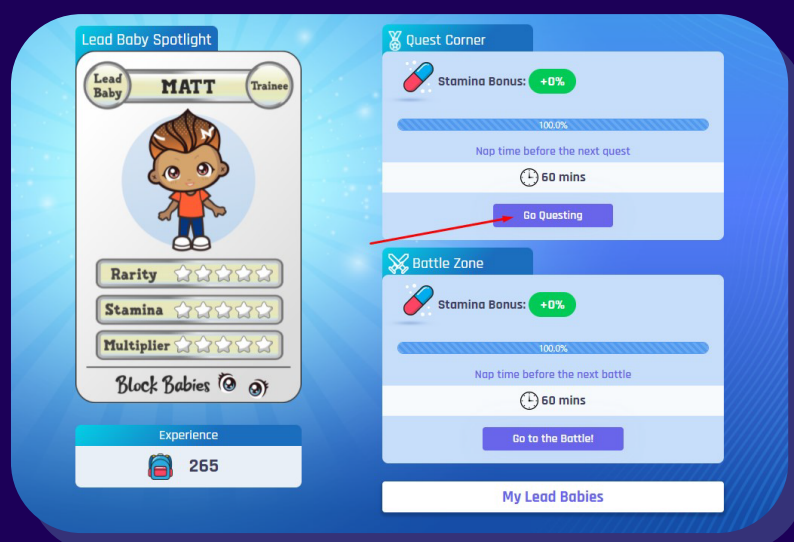 Lead Baby Spotlight
Lead Baby
MATT
Trainee
Rarity
Stamina
Multiplier
Block Babies
Experience
265
Quest Corner
Stamina Bonus: +0%
100.0%
Nap time before the next quest
60 mins
Go Questing
Battle Zone
Stamina Bonus: +0%
100.0%
Nap time before the next battle
60 mins
Go to the Battle!
My Lead Babies